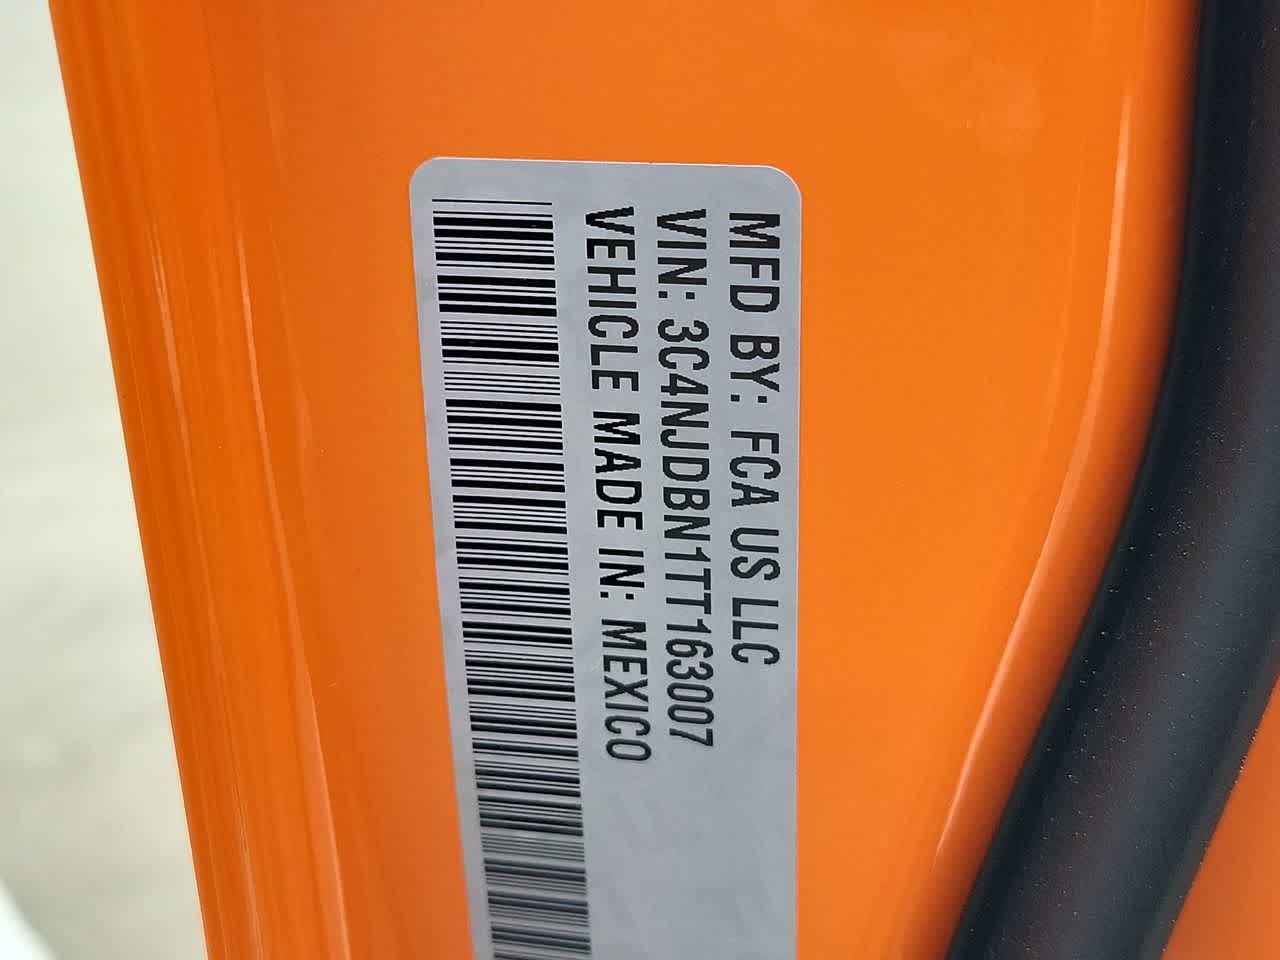 MFD BY: FCA US LLC
VIN: 3C4NJDBN1TT163007
VEHICLE MADE IN: MEXICO